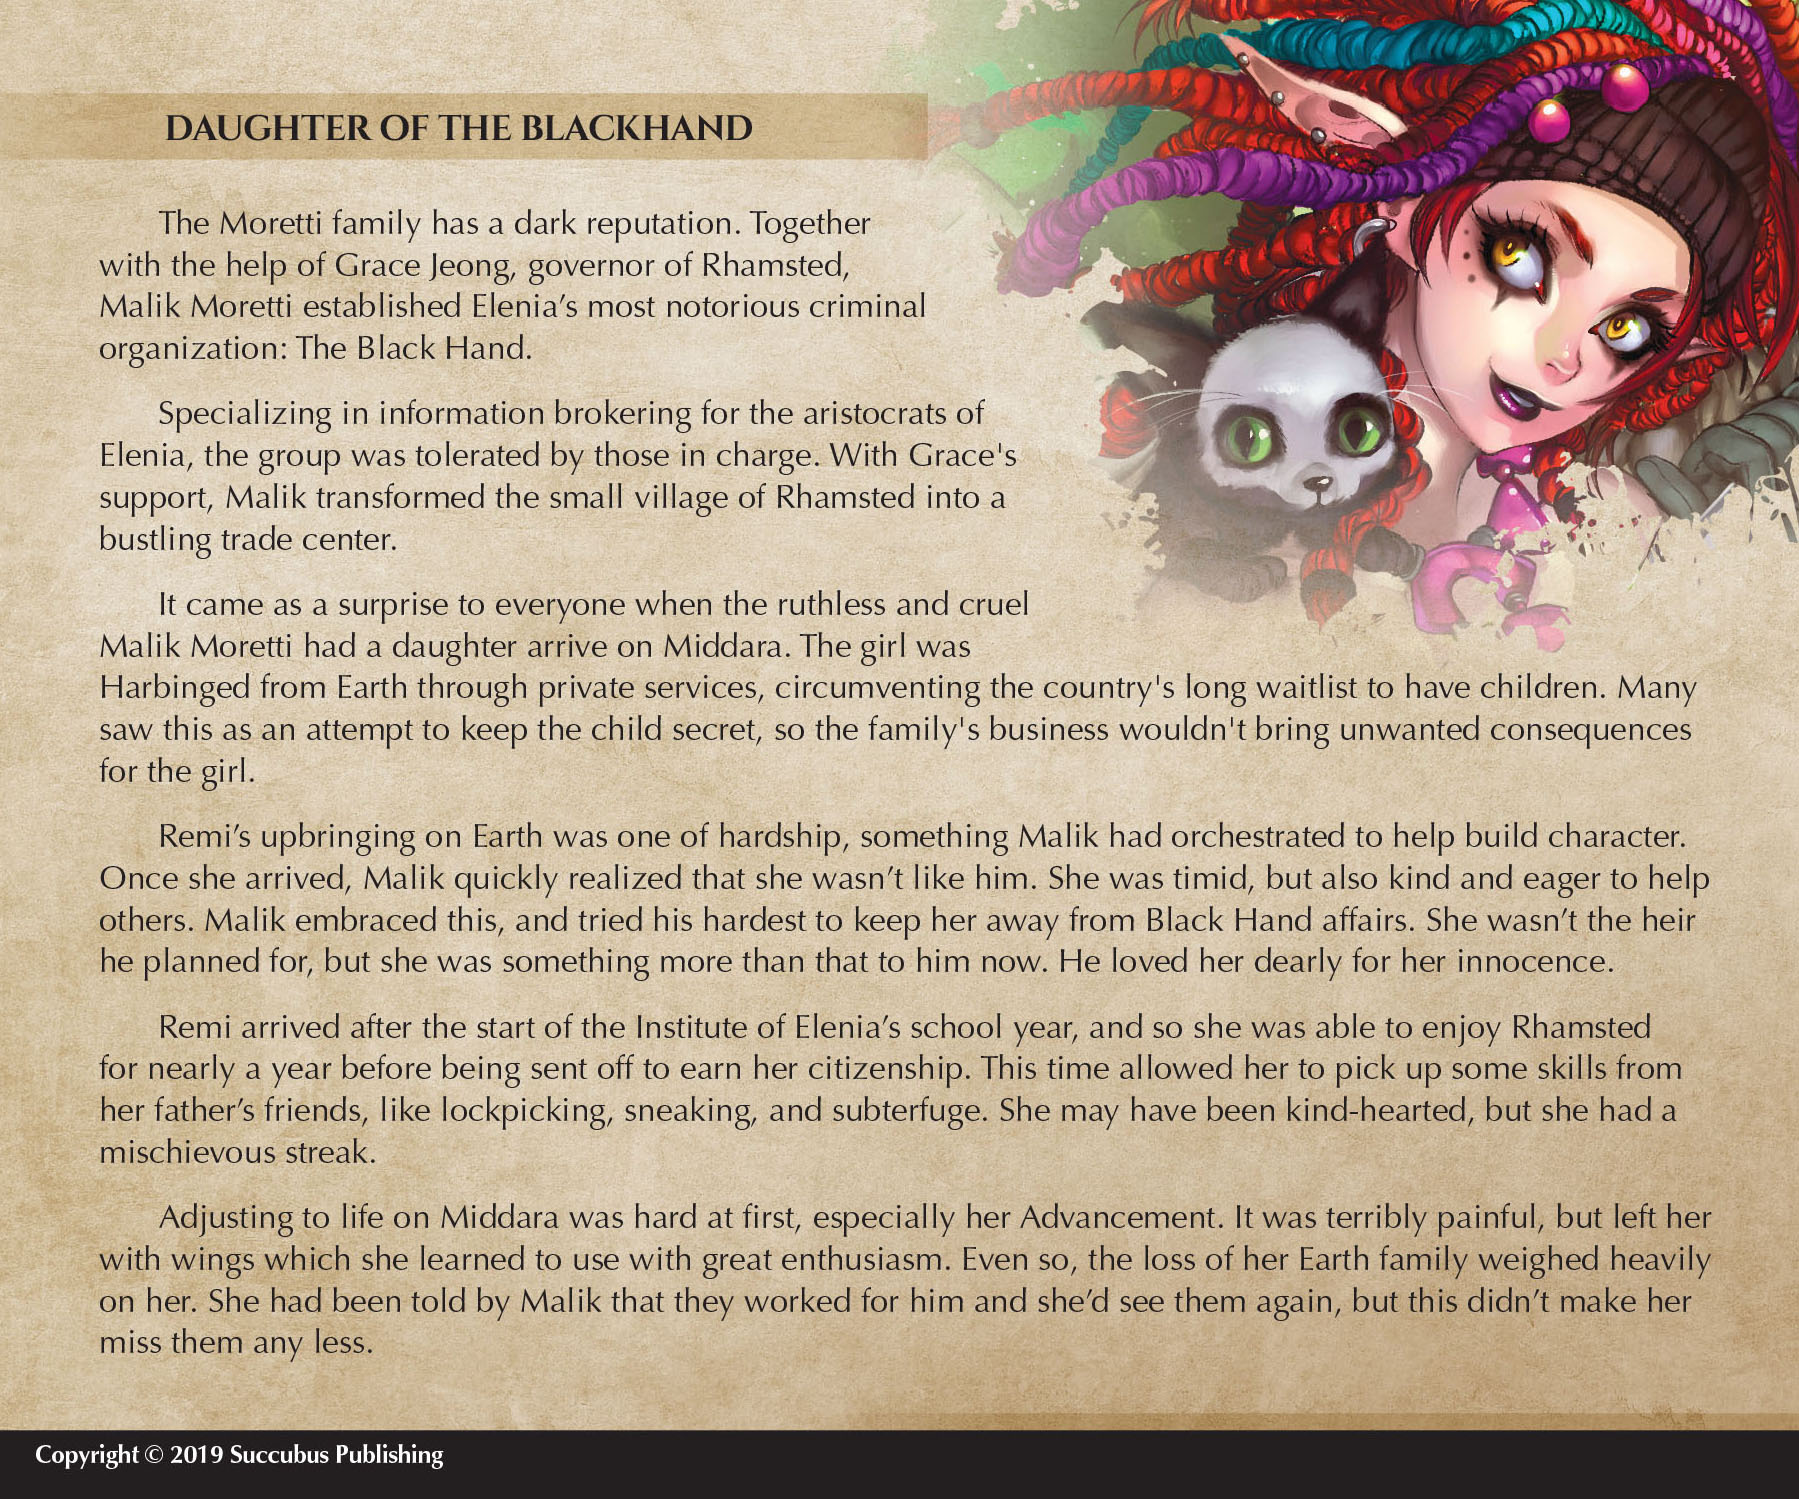 DAUGHTER OF THE BLACKHAND
The Moretti family has a dark reputation. Together
with the help of Grace Jeong, governor of Rhamsted,
Malik Moretti established Elenia’s most notorious criminal
organization: The Black Hand.
Specializing in information brokering for the aristocrats of
Elenia, the group was tolerated by those in charge. With Grace's
support, Malik transformed the small village of Rhamsted into a
bustling trade center.
It came as a surprise to everyone when the ruthless and cruel
Malik Moretti had a daughter arrive on Middara. The girl was
Harbinged from Earth through private services, circumventing the country's long waitlist to have children. Many
saw this as an attempt to keep the child secret, so the family's business wouldn't bring unwanted consequences
for the girl.
Remi’s upbringing on Earth was one of hardship, something Malik had orchestrated to help build character.
Once she arrived, Malik quickly realized that she wasn’t like him. She was timid, but also kind and eager to help
others. Malik embraced this, and tried his hardest to keep her away from Black Hand affairs. She wasn’t the heir
he planned for, but she was something more than that to him now. He loved her dearly for her innocence.
Remi arrived after the start of the Institute of Elenia’s school year, and so she was able to enjoy Rhamsted
for nearly a year before being sent off to earn her citizenship. This time allowed her to pick up some skills from
her father’s friends, like lockpicking, sneaking, and subterfuge. She may have been kind-hearted, but she had a
mischievous streak.
Adjusting to life on Middara was hard at first, especially her Advancement. It was terribly painful, but left her
with wings which she learned to use with great enthusiasm. Even so, the loss of her Earth family weighed heavily
on her. She had been told by Malik that they worked for him and she’d see them again, but this didn’t make her
miss them any less.
Copyright © 2019 Succubus Publishing